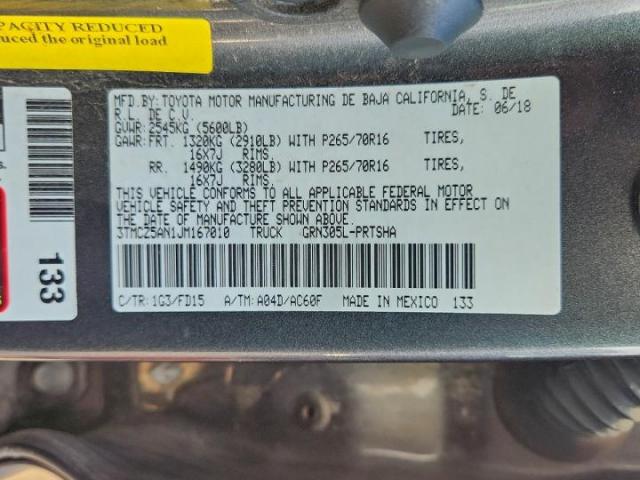 PACITY REDUCED
uced the original load
MFD.BY:TOYOTA MOTOR MANUFACTURING DE BAJA CALIFORNIA, S. DE
R.L. DE C.V. DATE: 06/18
GVWR:2545KG (5600LB)
GAWR:FRT. 1320KG (2910LB) WITH P265/70R16 TIRES,
16X7J RIMS.
RR. 1490KG (3280LB) WITH P265/70R16 TIRES,
16X7J RIMS.
THIS VEHICLE CONFORMS TO ALL APPLICABLE FEDERAL MOTOR
VEHICLE SAFETY AND THEFT PREVENTION STANDARDS IN EFFECT ON
THE DATE OF MANUFACTURE SHOWN ABOVE.
3TMCZ5AN1JM167010 TRUCK GRN305L-PRTSHA
C/TR:1G3/FD15 A/TM:A04D/AC60F MADE IN MEXICO 133
133